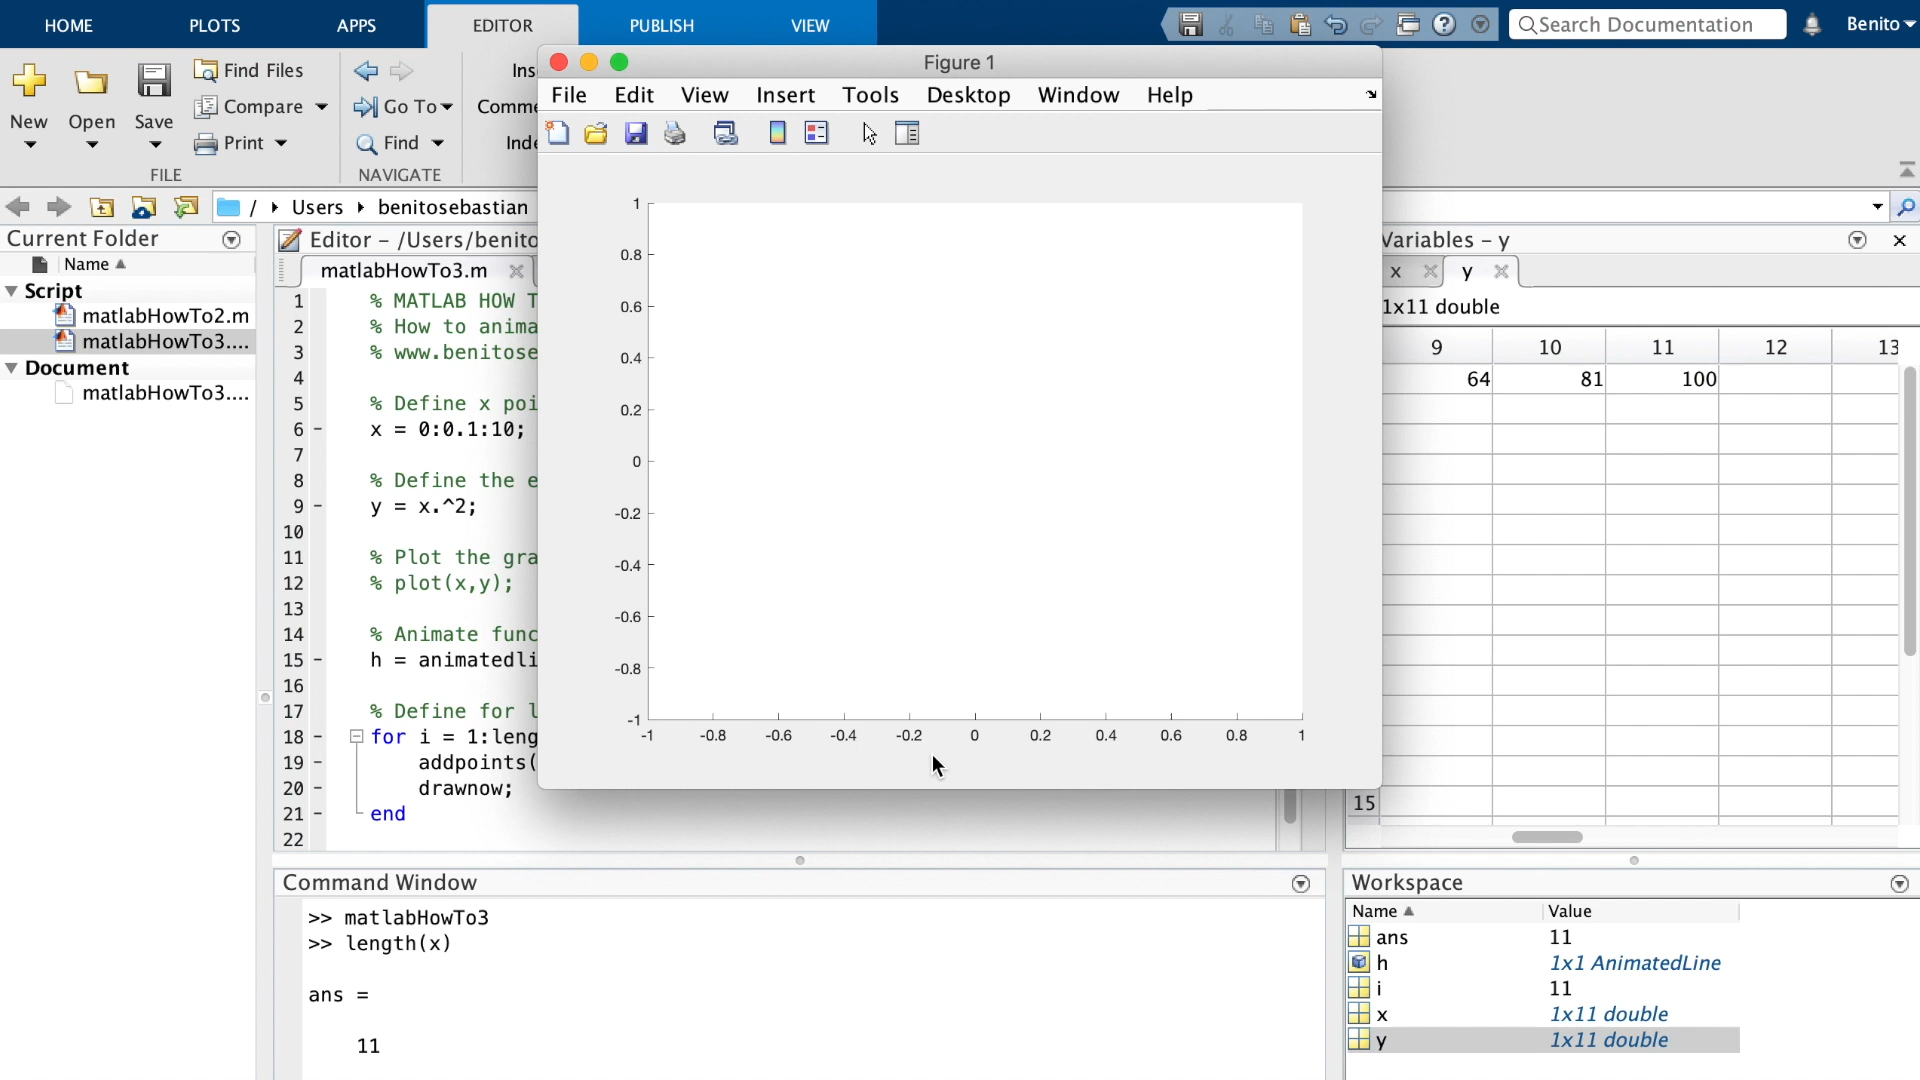 HOME PLOTS APPS EDITOR PUBLISH VIEW
Search Documentation
Benito
New
Open
Save
Find Files
Compare
Print
FILE
Go To
Find
NAVIGATE
Ins
Comme
Inde
/ Users benitosebastian
Current Folder
Name
Script
matlabHowTo2.m
matlabHowTo3....
Document
matlabHowTo3....
Editor - /Users/benito
matlabHowTo3.m
1 % MATLAB HOW T
2 % How to anima
3 % www.benitose
4
5 % Define x poi
6 - x = 0:0.1:10;
7
8 % Define the e
9 - y = x.^2;
10
11 % Plot the gra
12 % plot(x,y);
13
14 % Animate func
15 - h = animatedli
16
17 % Define for l
18 - for i = 1:leng
19 - addpoints(
20 - drawnow;
21 - end
22
Figure 1
File Edit View Insert Tools Desktop Window Help
1
0.8
0.6
0.4
0.2
0
-0.2
-0.4
-0.6
-0.8
-1
-1 -0.8 -0.6 -0.4 -0.2 0 0.2 0.4 0.6 0.8 1
Variables - y
x y
1x11 double
9 10 11 12 13
64 81 100
15
Command Window
>> matlabHowTo3
>> length(x)
ans =
11
Workspace
Name Value
ans 11
h 1x1 AnimatedLine
i 11
x 1x11 double
y 1x11 double